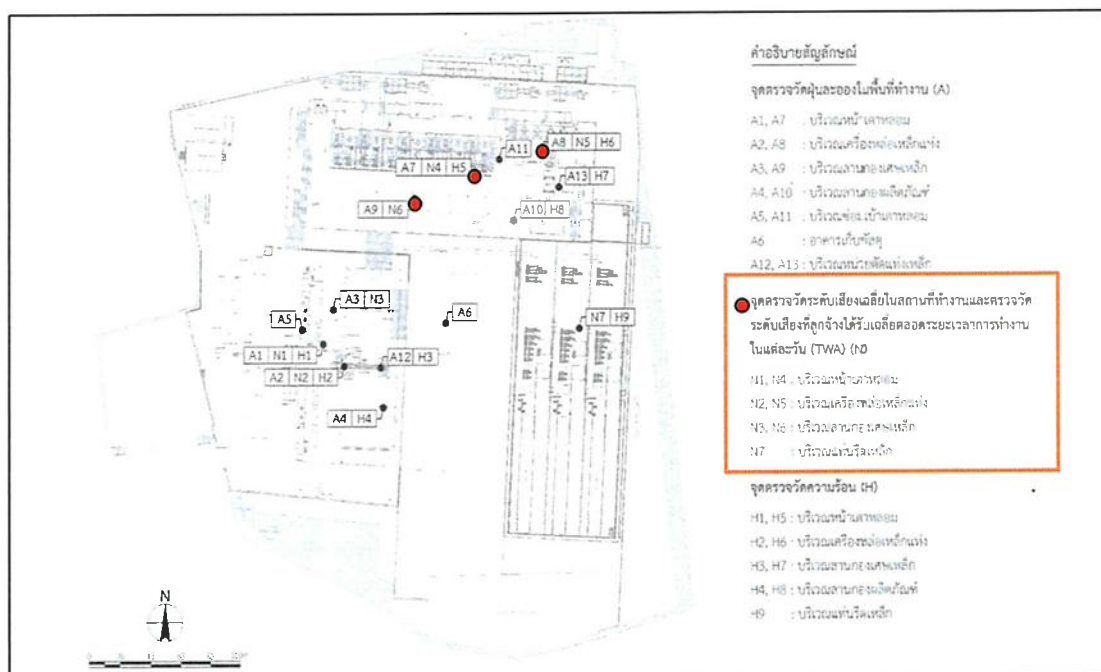 A11
A8 N5 H6
A7 N4 H5
A13 H7
A9 N6
A10 H8
A3 N3
A5
A6
N7 H9
A1 N1 H1
A12 H3
A2 N2 H2
A4 H4
N
คำอธิบายสัญลักษณ์
จุดตรวจวัดฝุ่นละอองในพื้นที่ทำงาน (A)
A1, A7 : บริเวณหน้าเตาหลอม
A2, A8 : บริเวณเครื่องหล่อเหล็กแท่ง
A3, A9 : บริเวณลานกองเศษเหล็ก
A4, A10 : บริเวณลานกองผลิตภัณฑ์
A5, A11 : บริเวณซ่อมเบ้าเตาหลอม
A6 : อาคารเก็บวัสดุ
A12, A13 : บริเวณหน่วยตัดแท่งเหล็ก
จุดตรวจวัดระดับเสียงเฉลี่ยในสถานที่ทำงานและตรวจวัด
ระดับเสียงที่ลูกจ้างได้รับเฉลี่ยตลอดระยะเวลาการทำงาน
ในแต่ละวัน (TWA) (N)
N1, N4 : บริเวณหน้าเตาหลอม
N2, N5 : บริเวณเครื่องหล่อเหล็กแท่ง
N3, N6 : บริเวณลานกองเศษเหล็ก
N7 : บริเวณแท่นรีดเหล็ก
จุดตรวจวัดความร้อน (H)
H1, H5 : บริเวณหน้าเตาหลอม
H2, H6 : บริเวณเครื่องหล่อเหล็กแท่ง
H3, H7 : บริเวณลานกองเศษเหล็ก
H4, H8 : บริเวณลานกองผลิตภัณฑ์
H9 : บริเวณแท่นรีดเหล็ก